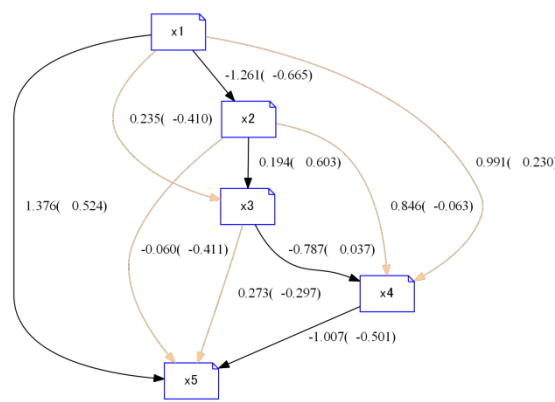 x1
-1.261( -0.665)
x2
0.235( -0.410)
0.194( 0.603)
0.991( 0.230)
1.376( 0.524)
x3
0.846( -0.063)
-0.060( -0.411)
-0.787( 0.037)
0.273( -0.297)
x4
-1.007( -0.501)
x5